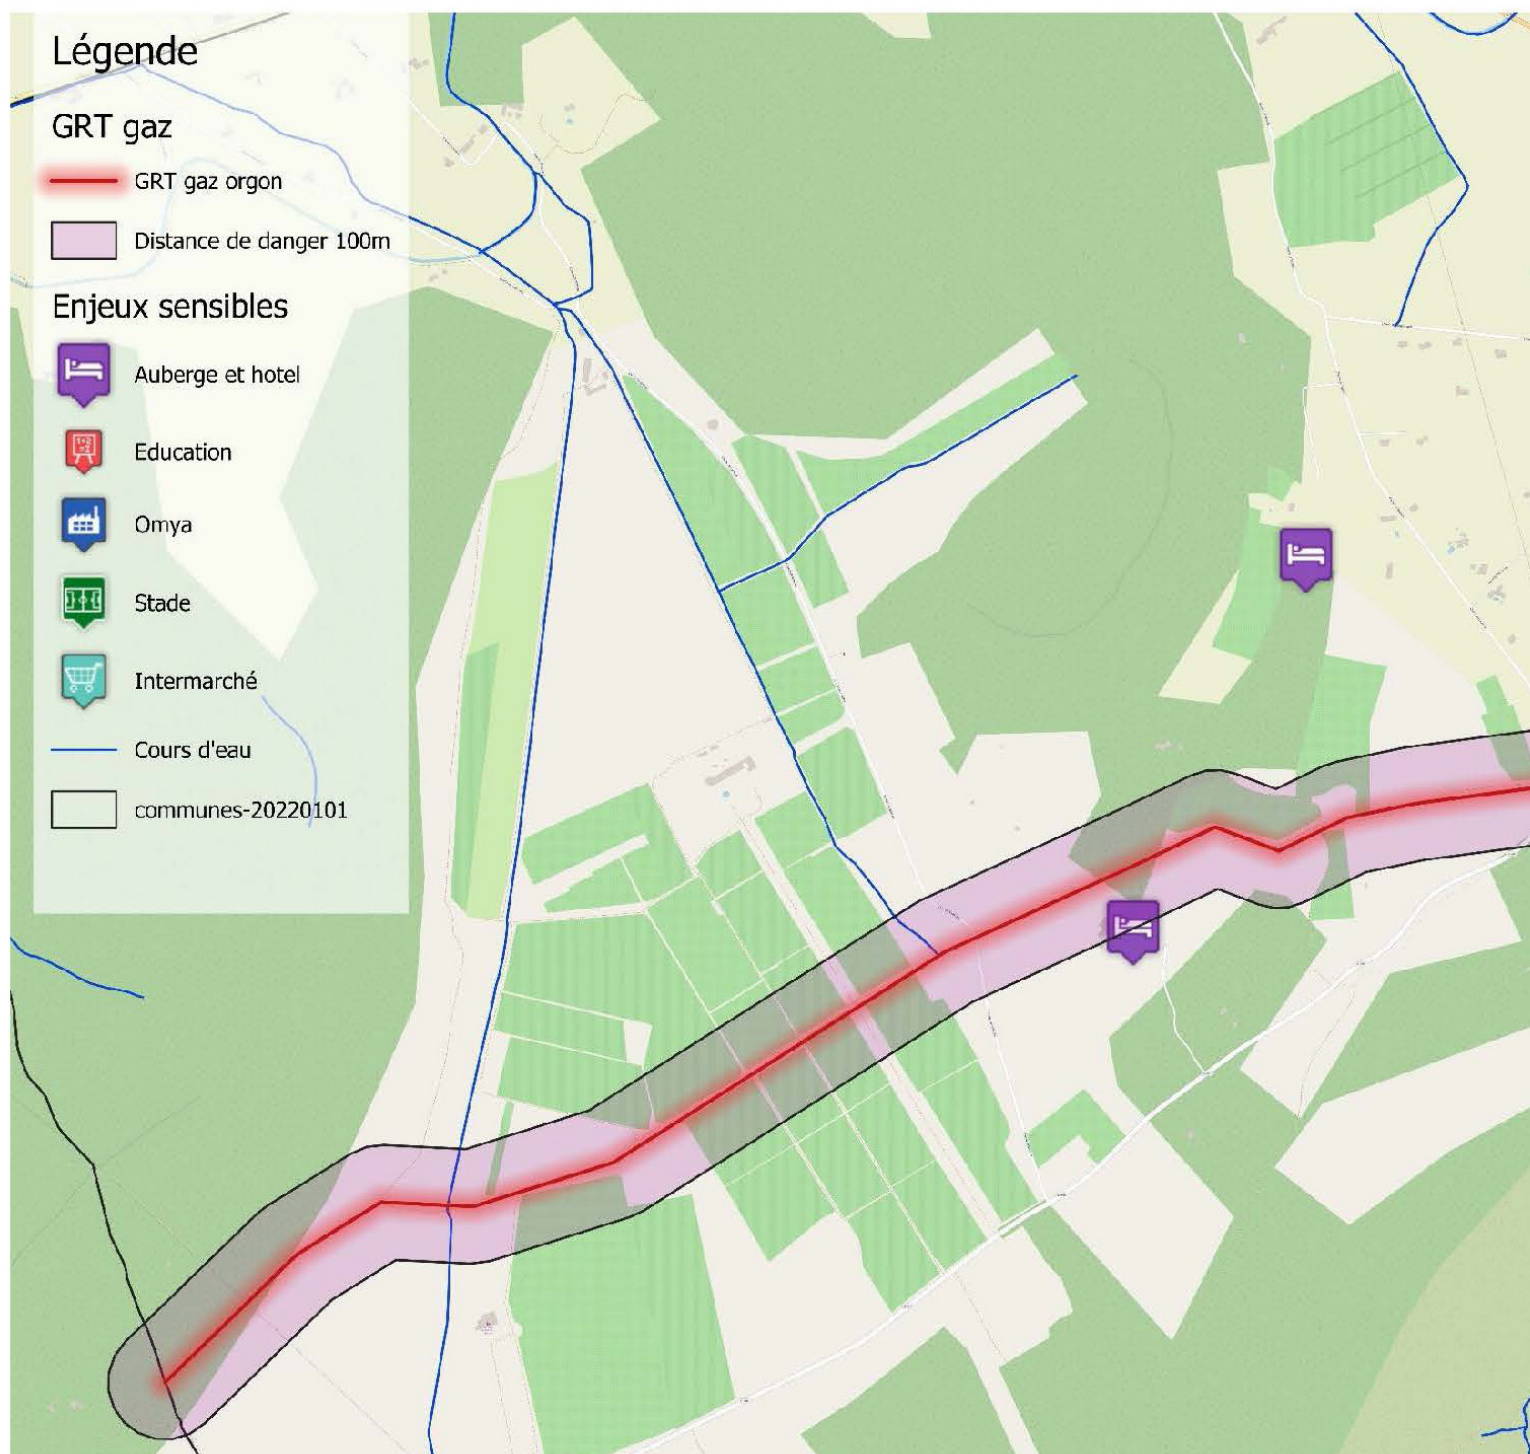 Légende
GRT gaz
GRT gaz orgon
Distance de danger 100m
Enjeux sensibles
Auberge et hotel
Education
Omya
Stade
Intermarché
Cours d'eau
communes-20220101